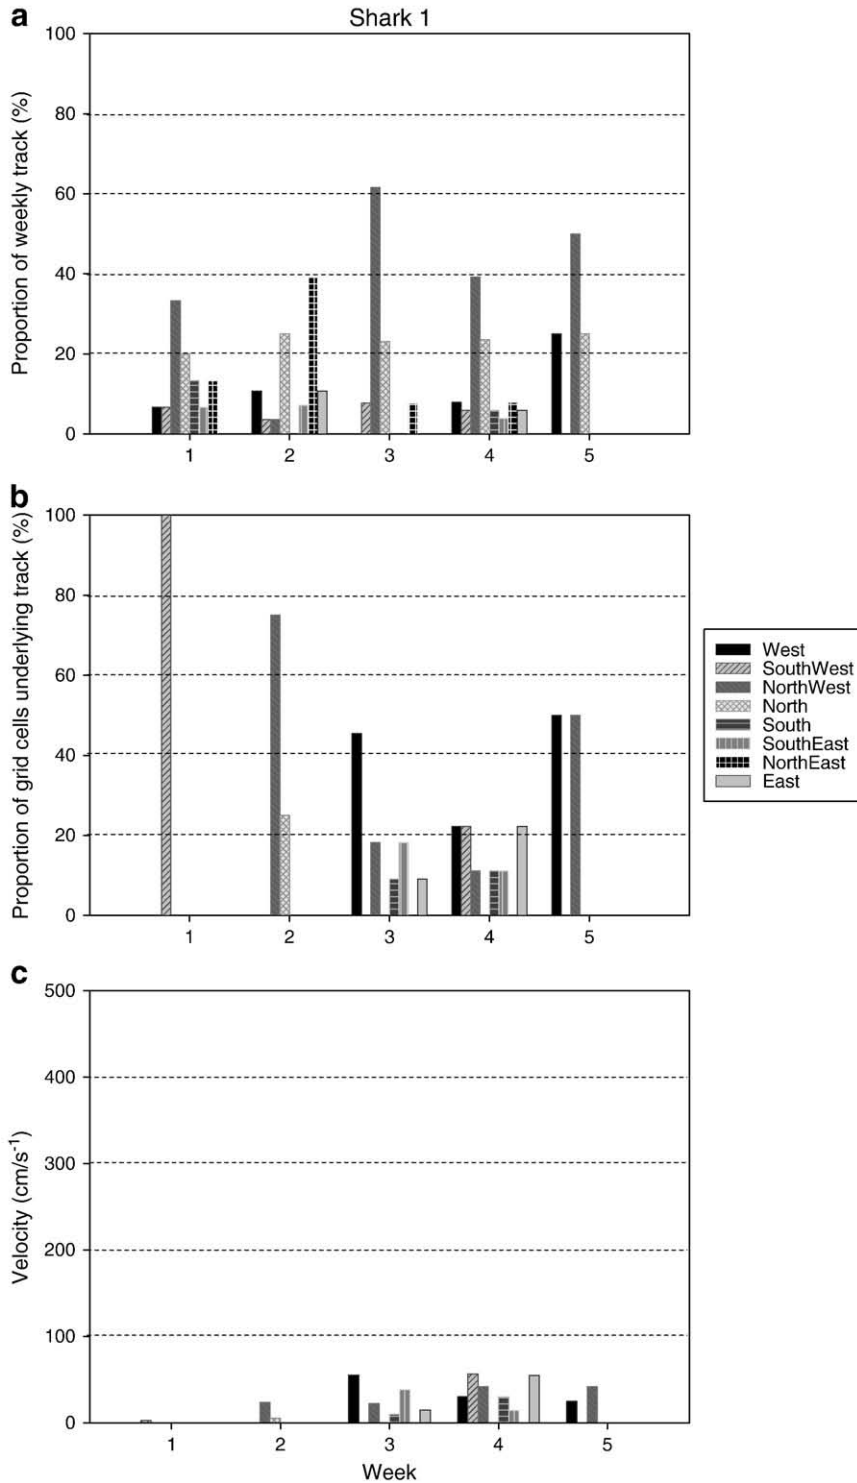 a
Shark 1
100
80
60
40
20
0
Proportion of weekly track (%)
1 2 3 4 5
b
100
80
60
40
20
0
Proportion of grid cells underlying track (%)
1 2 3 4 5
West
SouthWest
NorthWest
North
South
SouthEast
NorthEast
East
c
500
400
300
200
100
0
Velocity (cm/s⁻¹)
1 2 3 4 5
Week